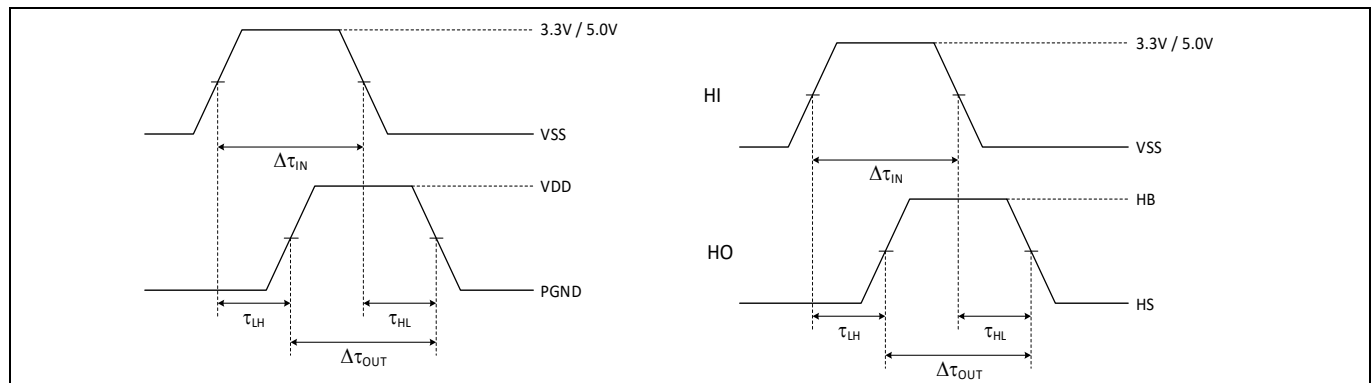 3.3V / 5.0V
VSS
ΔτIN
VDD
PGND
τLH
τHL
ΔτOUT
3.3V / 5.0V
HI
VSS
ΔτIN
HB
HO
HS
τLH
τHL
ΔτOUT